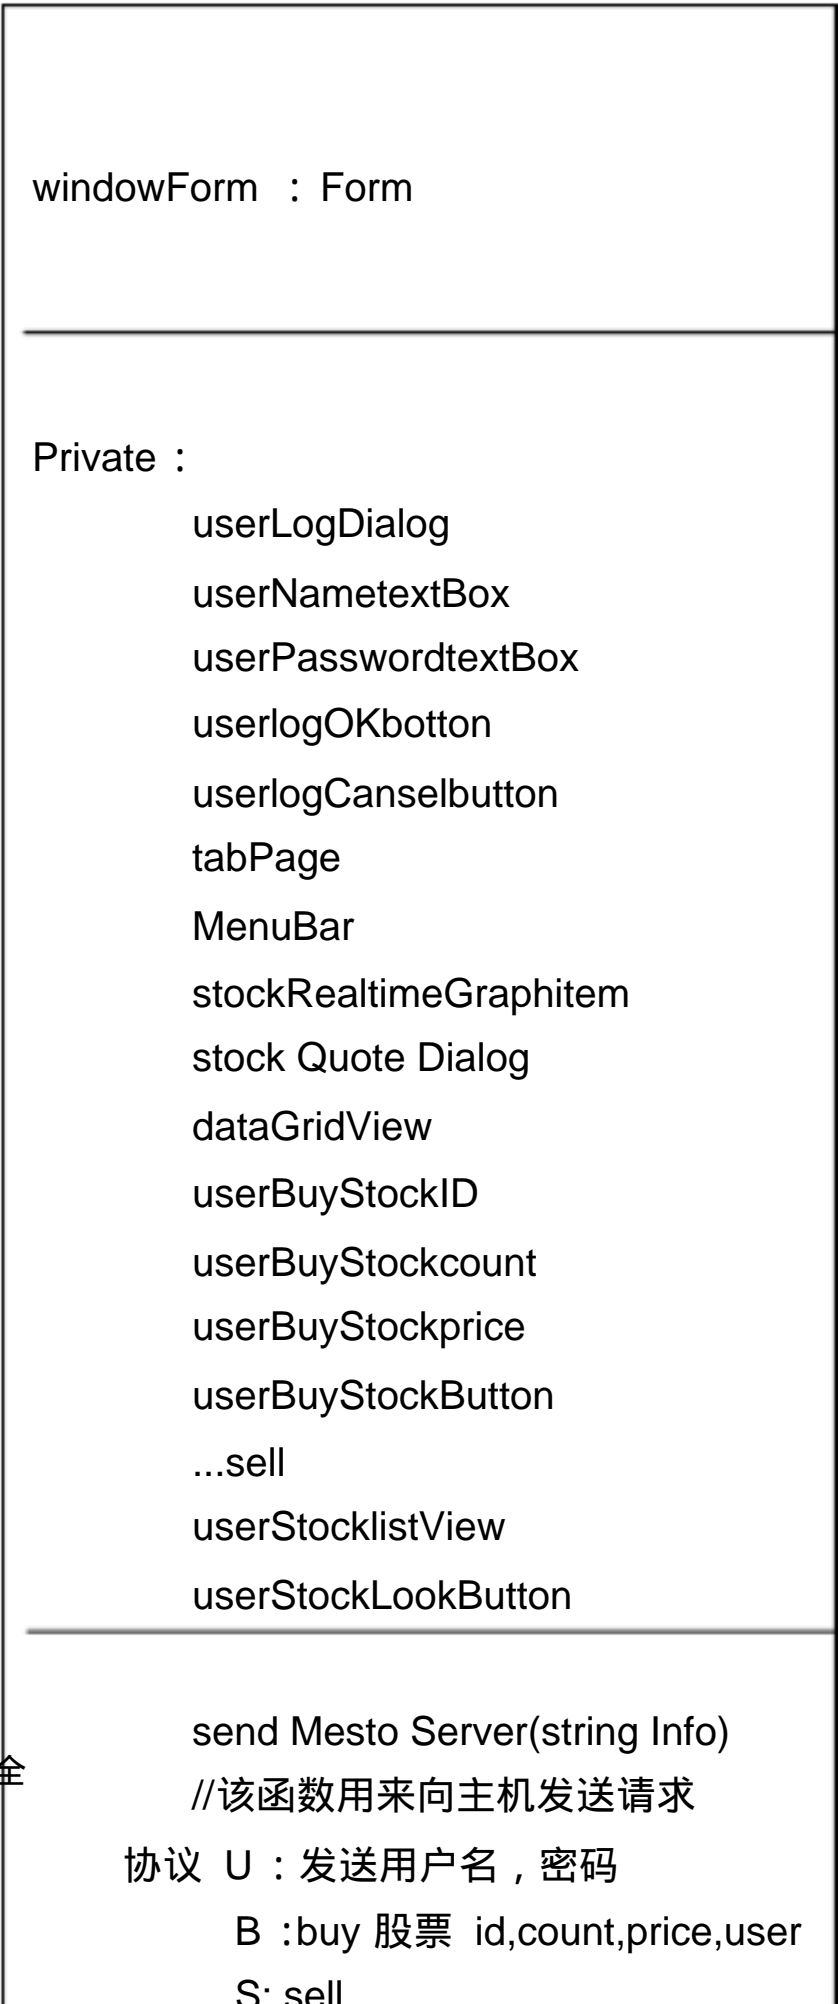 windowForm : Form
Private :
userLogDialog
userNametextBox
userPasswordtextBox
userlogOKbotton
userlogCanselbutton
tabPage
MenuBar
stockRealtimeGraphitem
stock Quote Dialog
dataGridView
userBuyStockID
userBuyStockcount
userBuyStockprice
userBuyStockButton
...sell
userStocklistView
userStockLookButton
send Mesto Server(string Info)
全
//该函数用来向主机发送请求
协议 U :发送用户名,密码
B :buy 股票 id,count,price,user
S: sell